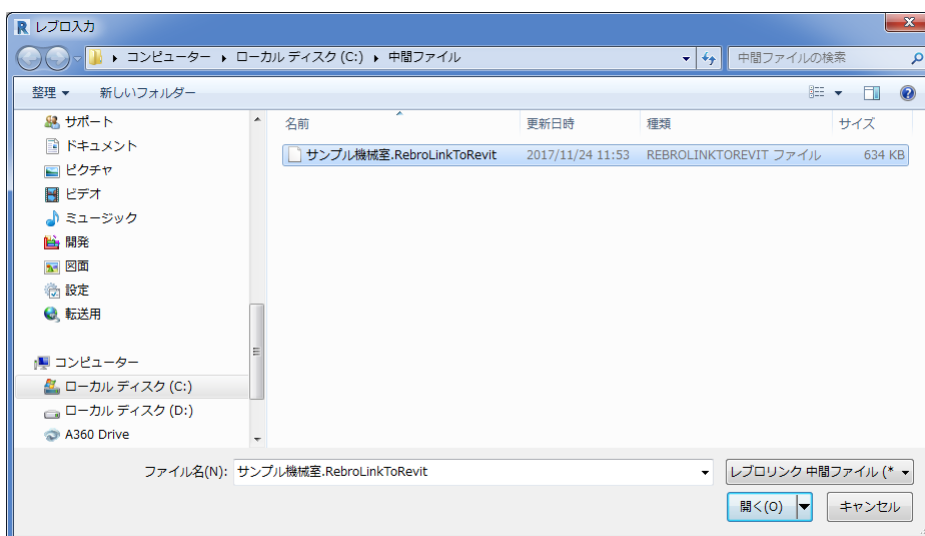 レブロ入力
コンピューター ▶ ローカル ディスク (C:) ▶ 中間ファイル
中間ファイルの検索
整理 ▼ 新しいフォルダー
サポート
ドキュメント
ピクチャ
ビデオ
ミュージック
開発
図面
設定
転送用
コンピューター
ローカル ディスク (C:)
ローカル ディスク (D:)
A360 Drive
名前 更新日時 種類 サイズ
サンプル機械室.RebroLinkToRevit 2017/11/24 11:53 REBROLINKTOREVIT ファイル 634 KB
ファイル名(N): サンプル機械室.RebroLinkToRevit
レブロリンク 中間ファイル (*
開く(O) キャンセル